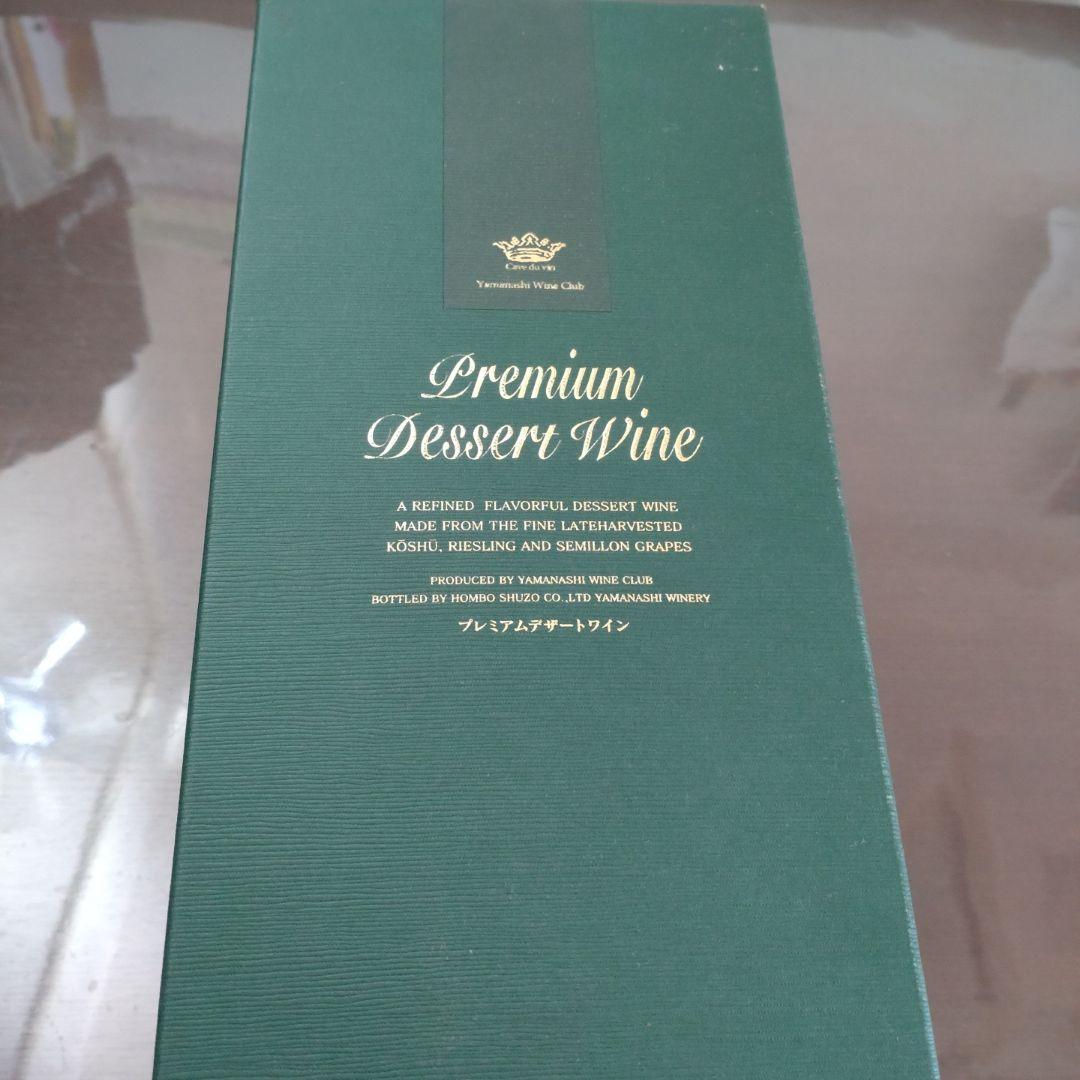 Cave du vin
Yamanashi Wine Club
Premium
Dessert Wine
A REFINED FLAVORFUL DESSERT WINE
MADE FROM THE FINE LATEHARVESTED
KŌSHŪ, RIESLING AND SEMILLON GRAPES
PRODUCED BY YAMANASHI WINE CLUB
BOTTLED BY HOMBO SHUZO CO.,LTD YAMANASHI WINERY
プレミアムデザートワイン